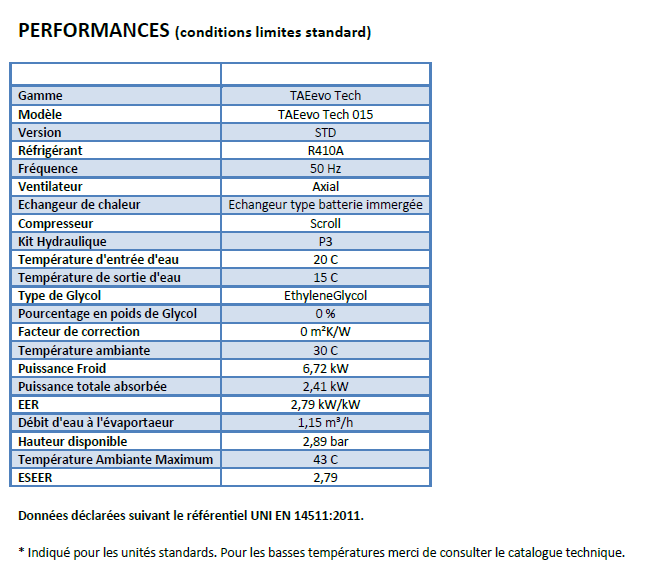 PERFORMANCES (conditions limites standard)
Gamme TAEevo Tech
Modèle TAEevo Tech 015
Version STD
Réfrigérant R410A
Fréquence 50 Hz
Ventilateur Axial
Echangeur de chaleur Echangeur type batterie immergée
Compresseur Scroll
Kit Hydraulique P3
Température d'entrée d'eau 20 C
Température de sortie d'eau 15 C
Type de Glycol EthyleneGlycol
Pourcentage en poids de Glycol 0 %
Facteur de correction 0 m²K/W
Température ambiante 30 C
Puissance Froid 6,72 kW
Puissance totale absorbée 2,41 kW
EER 2,79 kW/kW
Débit d'eau à l'évaportaeur 1,15 m³/h
Hauteur disponible 2,89 bar
Température Ambiante Maximum 43 C
ESEER 2,79
Données déclarées suivant le référentiel UNI EN 14511:2011.
* Indiqué pour les unités standards. Pour les basses températures merci de consulter le catalogue technique.